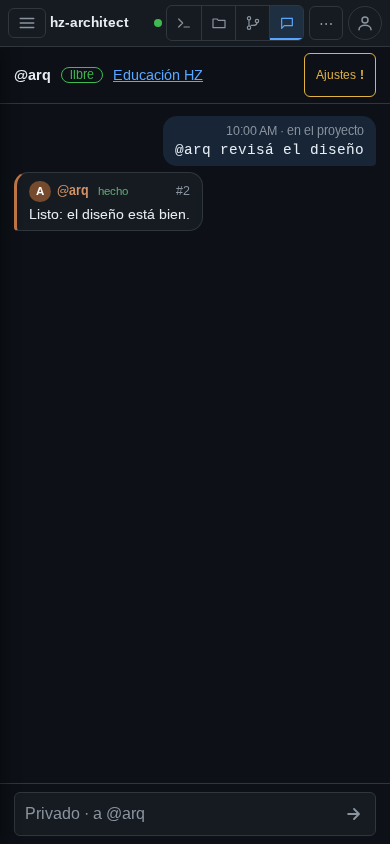 hz-architect
@arq libre Educación HZ Ajustes !
10:00 AM · en el proyecto
@arq revisá el diseño
A @arq hecho #2
Listo: el diseño está bien.
Privado · a @arq